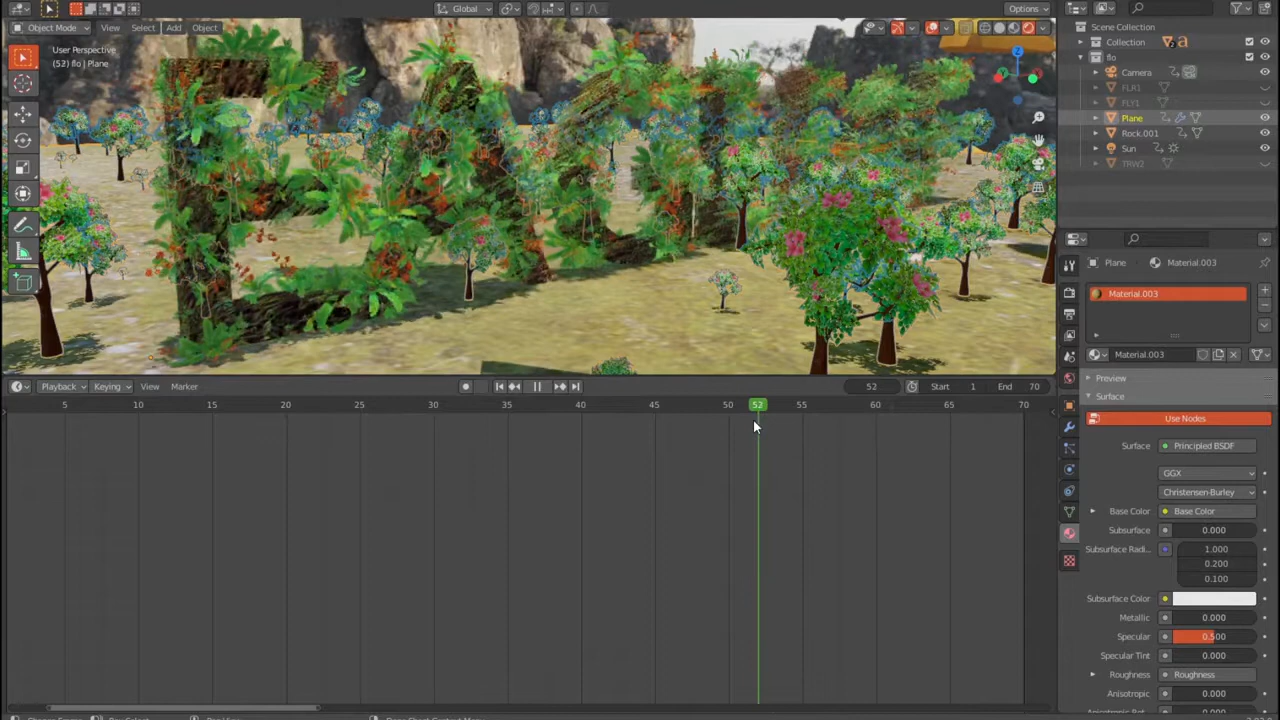 Global
Options
Object Mode View Select Add Object
User Perspective
(52) flo | Plane
Z
Playback Keying View Marker 52 Start 1 End 70
5 10 15 20 25 30 35 40 45 50 52 55 60 65 70
Scene Collection
Collection 2
flo
Camera
FLR1
FLY1
Plane
Rock.001
Sun
TRW2
Plane Material.003
Material.003
Material.003
Preview
Surface
Use Nodes
Surface Principled BSDF
GGX
Christensen-Burley
Base Color Base Color
Subsurface 0.000
Subsurface Radi... 1.000
0.200
0.100
Subsurface Color
Metallic 0.000
Specular 0.500
Specular Tint 0.000
Roughness Roughness
Anisotropic 0.000